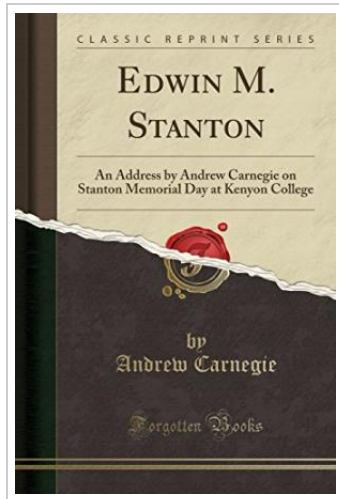 CLASSIC REPRINT SERIES
EDWIN M.
STANTON
An Address by Andrew Carnegie on
Stanton Memorial Day at Kenyon College
by
Andrew Carnegie
Forgotten Books